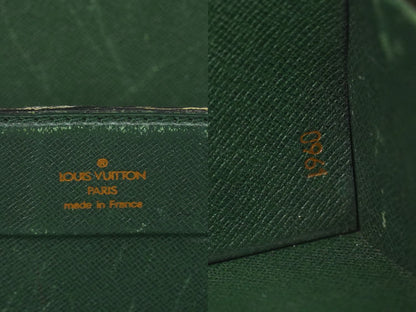 ® 
LOUIS VUITTON
PARIS
made in France
0961